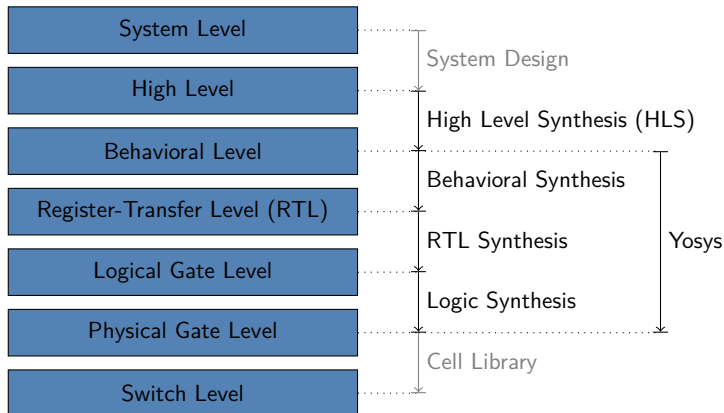 System Level
System Design
High Level
High Level Synthesis (HLS)
Behavioral Level
Behavioral Synthesis
Register-Transfer Level (RTL)
RTL Synthesis
Yosys
Logical Gate Level
Logic Synthesis
Physical Gate Level
Cell Library
Switch Level